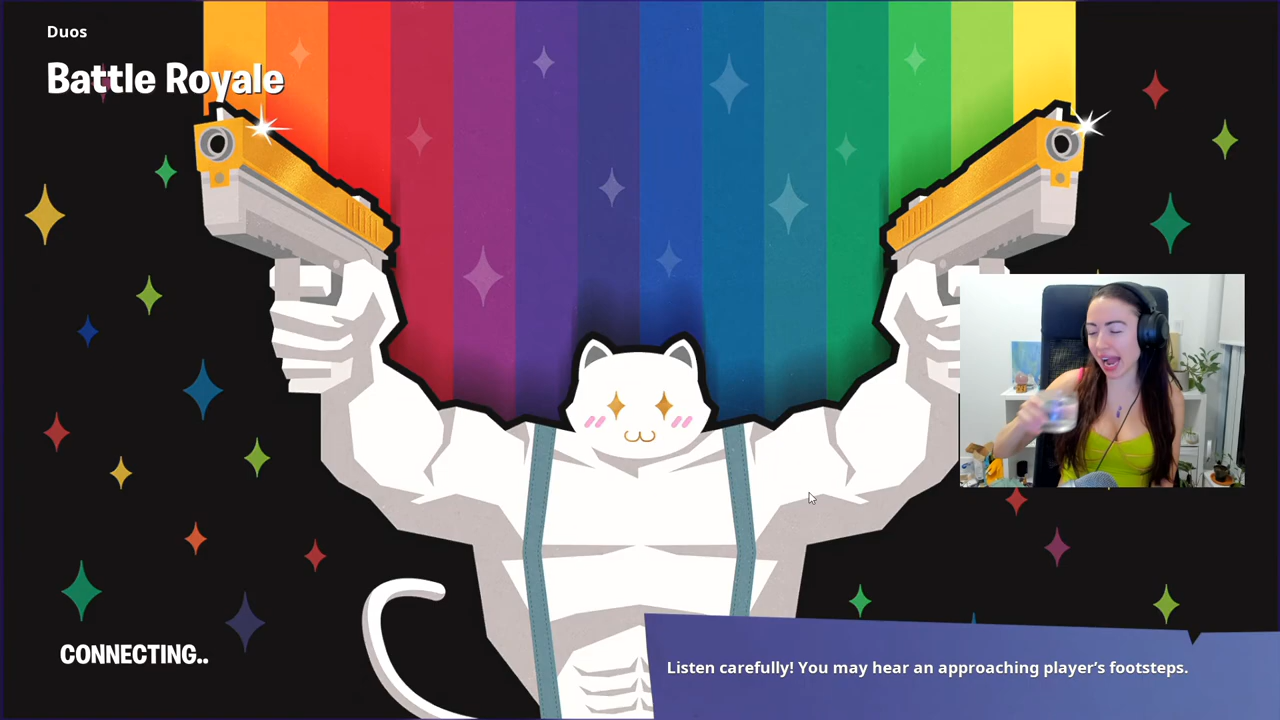 Duos
Battle Royale
CONNECTING..
Listen carefully! You may hear an approaching player's footsteps.